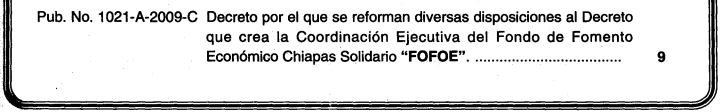 Pub. No. 1021-A-2009-C Decreto por el que se reforman diversas disposiciones al Decreto
que crea la Coordinación Ejecutiva del Fondo de Fomento
Económico Chiapas Solidario "FOFOE". ..................................... 9